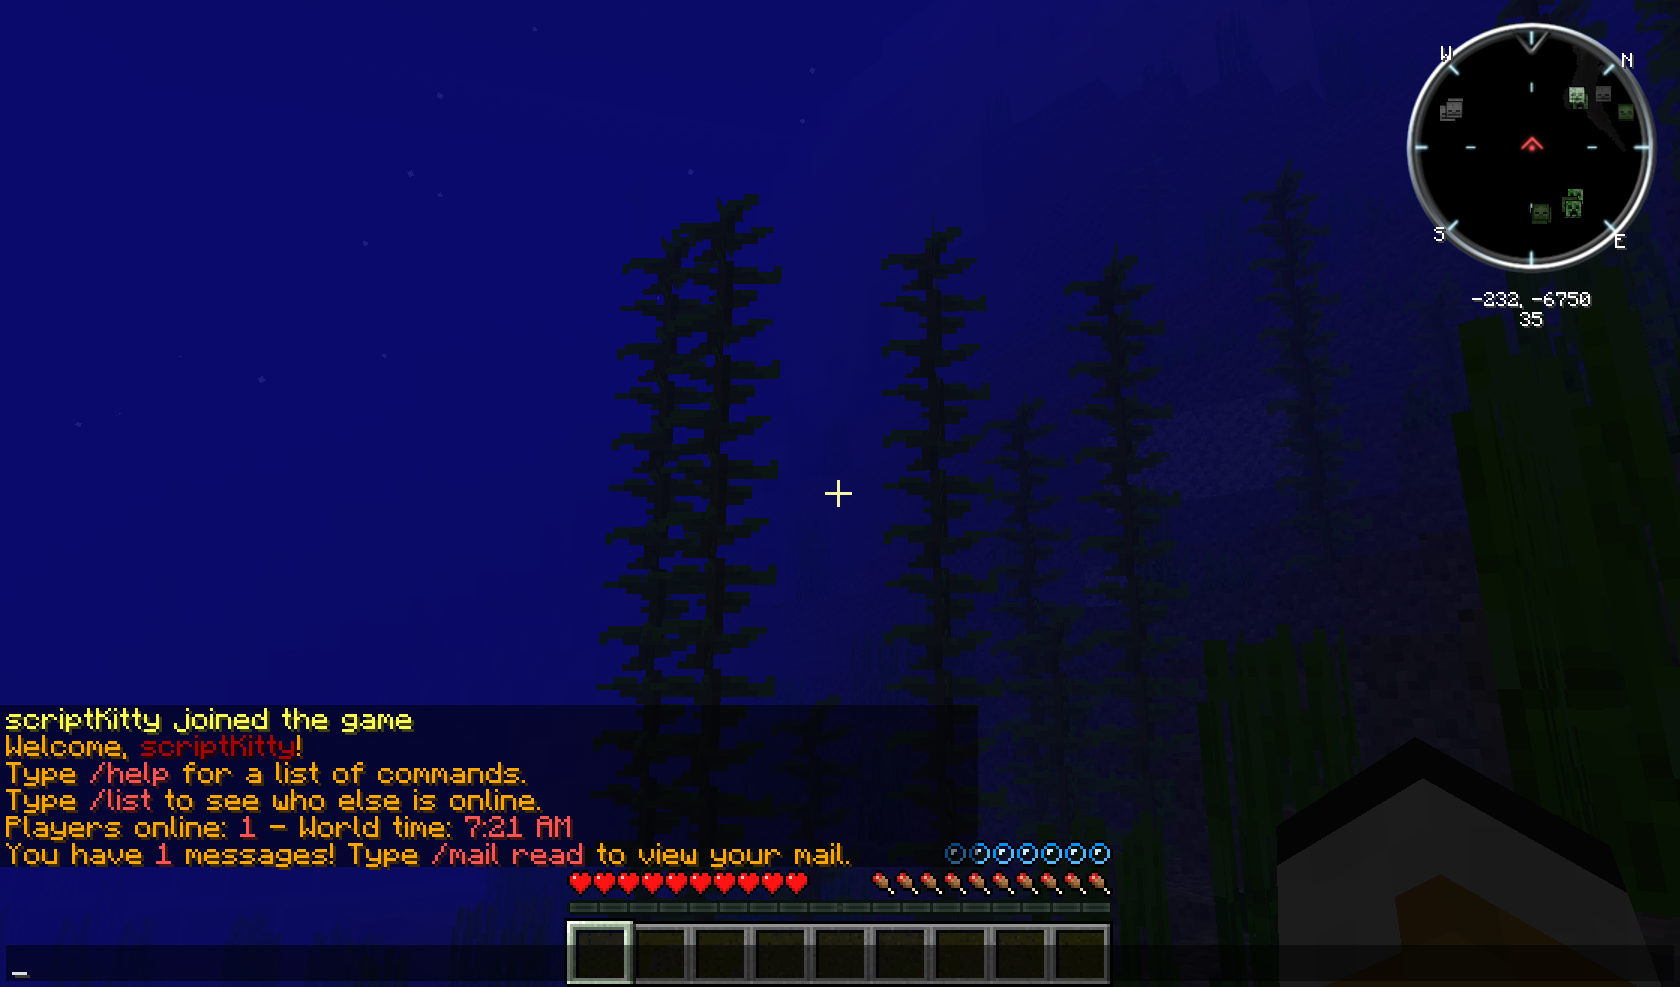 W
N
S
E
-232, -6750
35
scriptKitty joined the game
Welcome, scriptKitty!
Type /help for a list of commands.
Type /list to see who else is online.
Players online: 1 - World time: 7:21 AM
You have 1 messages! Type /mail read to view your mail.
_